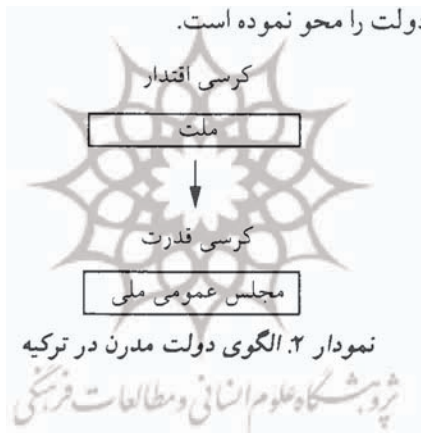 دولت را محو نموده است.
کرسی اقتدار
ملت
کرسی قدرت
مجلس عمومی ملی
نمودار ۲. الگوی دولت مدرن در ترکیه
پژوهشگاه علوم انسانی و مطالعات فرهنگی